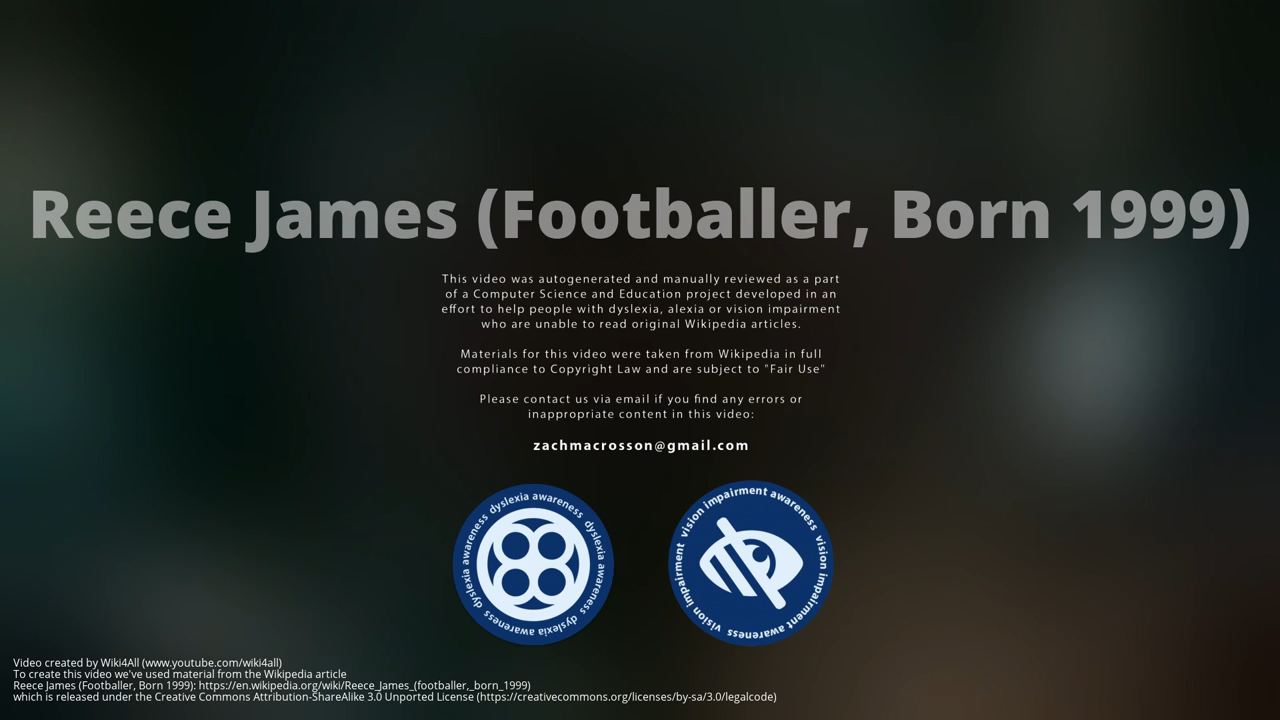 Reece James (Footballer, Born 1999)
This video was autogenerated and manually reviewed as a part
of a Computer Science and Education project developed in an
effort to help people with dyslexia, alexia or vision impairment
who are unable to read original Wikipedia articles.
Materials for this video were taken from Wikipedia in full
compliance to Copyright Law and are subject to "Fair Use"
Please contact us via email if you find any errors or
inappropriate content in this video:
zachmacrosson@gmail.com
dyslexia awareness dyslexia awareness dyslexia awareness dyslexia awareness
vision impairment awareness vision impairment awareness vision impairment
Video created by Wiki4All (www.youtube.com/wiki4all)
To create this video we've used material from the Wikipedia article
Reece James (Footballer, Born 1999): https://en.wikipedia.org/wiki/Reece_James_(footballer,_born_1999)
which is released under the Creative Commons Attribution-ShareAlike 3.0 Unported License (https://creativecommons.org/licenses/by-sa/3.0/legalcode)